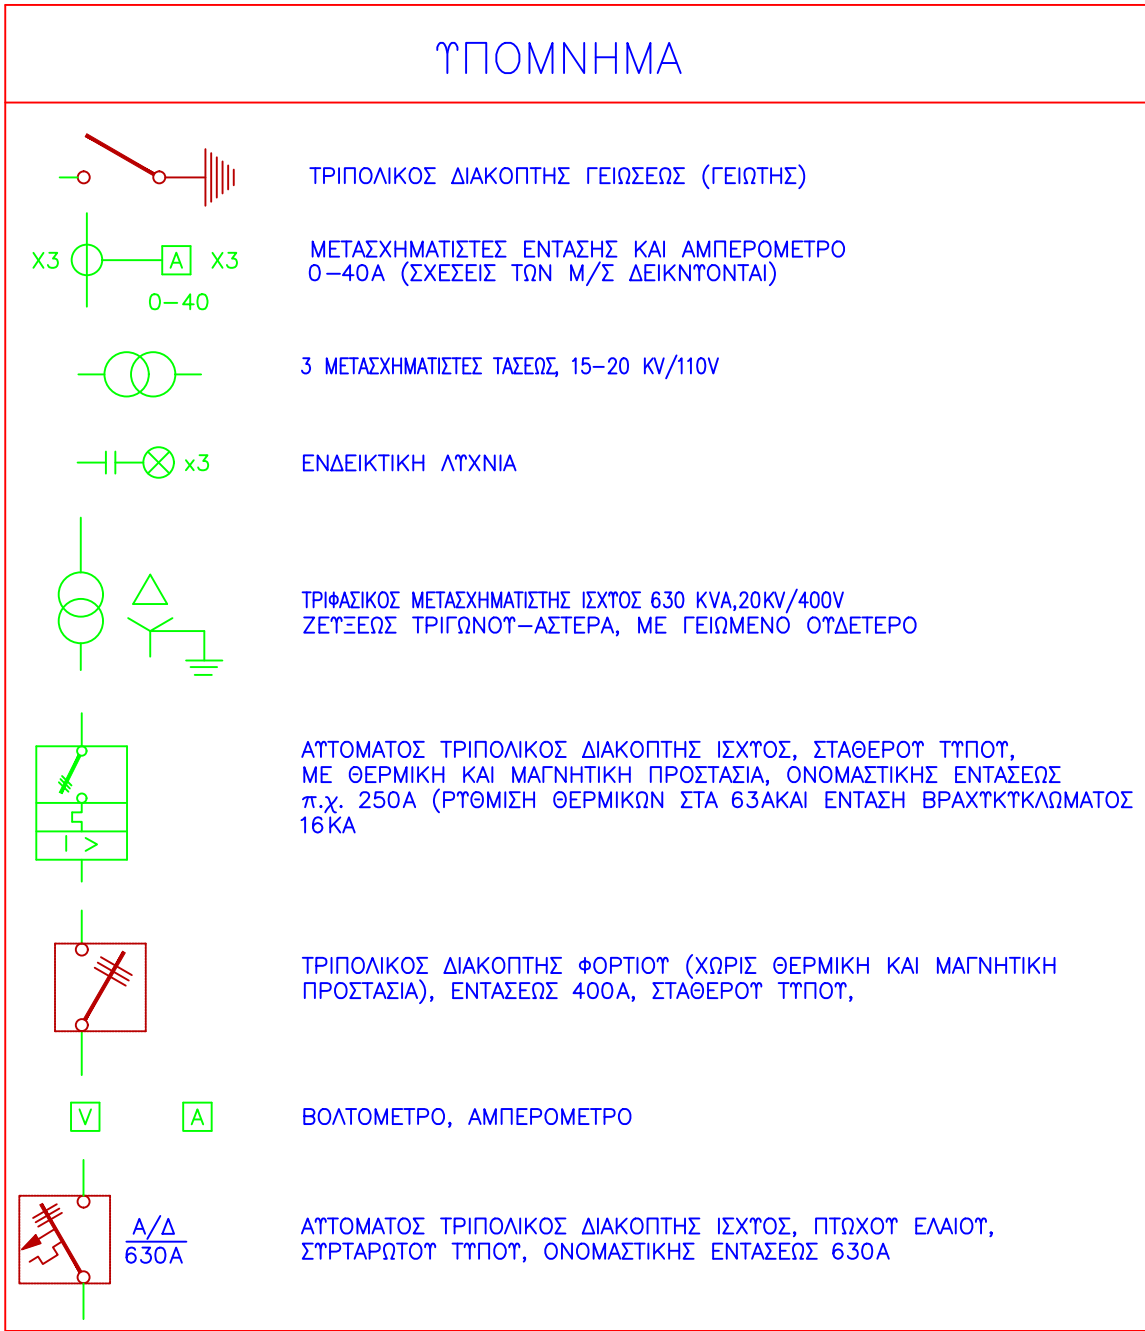 ΥΠΟΜΝΗΜΑ
ΤΡΙΠΟΛΙΚΟΣ ΔΙΑΚΟΠΤΗΣ ΓΕΙΩΣΕΩΣ (ΓΕΙΩΤΗΣ)
X3 A X3
0-40
ΜΕΤΑΣΧΗΜΑΤΙΣΤΕΣ ΕΝΤΑΣΗΣ ΚΑΙ ΑΜΠΕΡΟΜΕΤΡΟ
0-40Α (ΣΧΕΣΕΙΣ ΤΩΝ Μ/Σ ΔΕΙΚΝΥΟΝΤΑΙ)
3 ΜΕΤΑΣΧΗΜΑΤΙΣΤΕΣ ΤΑΣΕΩΣ, 15-20 KV/110V
x3
ΕΝΔΕΙΚΤΙΚΗ ΛΥΧΝΙΑ
ΤΡΙΦΑΣΙΚΟΣ ΜΕΤΑΣΧΗΜΑΤΙΣΤΗΣ ΙΣΧΥΟΣ 630 KVA,20KV/400V
ΖΕΥΞΕΩΣ ΤΡΙΓΩΝΟΥ-ΑΣΤΕΡΑ, ΜΕ ΓΕΙΩΜΕΝΟ ΟΥΔΕΤΕΡΟ
I >
ΑΥΤΟΜΑΤΟΣ ΤΡΙΠΟΛΙΚΟΣ ΔΙΑΚΟΠΤΗΣ ΙΣΧΥΟΣ, ΣΤΑΘΕΡΟΥ ΤΥΠΟΥ,
ΜΕ ΘΕΡΜΙΚΗ ΚΑΙ ΜΑΓΝΗΤΙΚΗ ΠΡΟΣΤΑΣΙΑ, ΟΝΟΜΑΣΤΙΚΗΣ ΕΝΤΑΣΕΩΣ
π.χ. 250Α (ΡΥΘΜΙΣΗ ΘΕΡΜΙΚΩΝ ΣΤΑ 63ΑΚΑΙ ΕΝΤΑΣΗ ΒΡΑΧΥΚΥΚΛΩΜΑΤΟΣ
16ΚΑ
ΤΡΙΠΟΛΙΚΟΣ ΔΙΑΚΟΠΤΗΣ ΦΟΡΤΙΟΥ (ΧΩΡΙΣ ΘΕΡΜΙΚΗ ΚΑΙ ΜΑΓΝΗΤΙΚΗ
ΠΡΟΣΤΑΣΙΑ), ΕΝΤΑΣΕΩΣ 400Α, ΣΤΑΘΕΡΟΥ ΤΥΠΟΥ,
V A
ΒΟΛΤΟΜΕΤΡΟ, ΑΜΠΕΡΟΜΕΤΡΟ
Α/Δ
630Α
ΑΥΤΟΜΑΤΟΣ ΤΡΙΠΟΛΙΚΟΣ ΔΙΑΚΟΠΤΗΣ ΙΣΧΥΟΣ, ΠΤΩΧΟΥ ΕΛΑΙΟΥ,
ΣΥΡΤΑΡΩΤΟΥ ΤΥΠΟΥ, ΟΝΟΜΑΣΤΙΚΗΣ ΕΝΤΑΣΕΩΣ 630Α